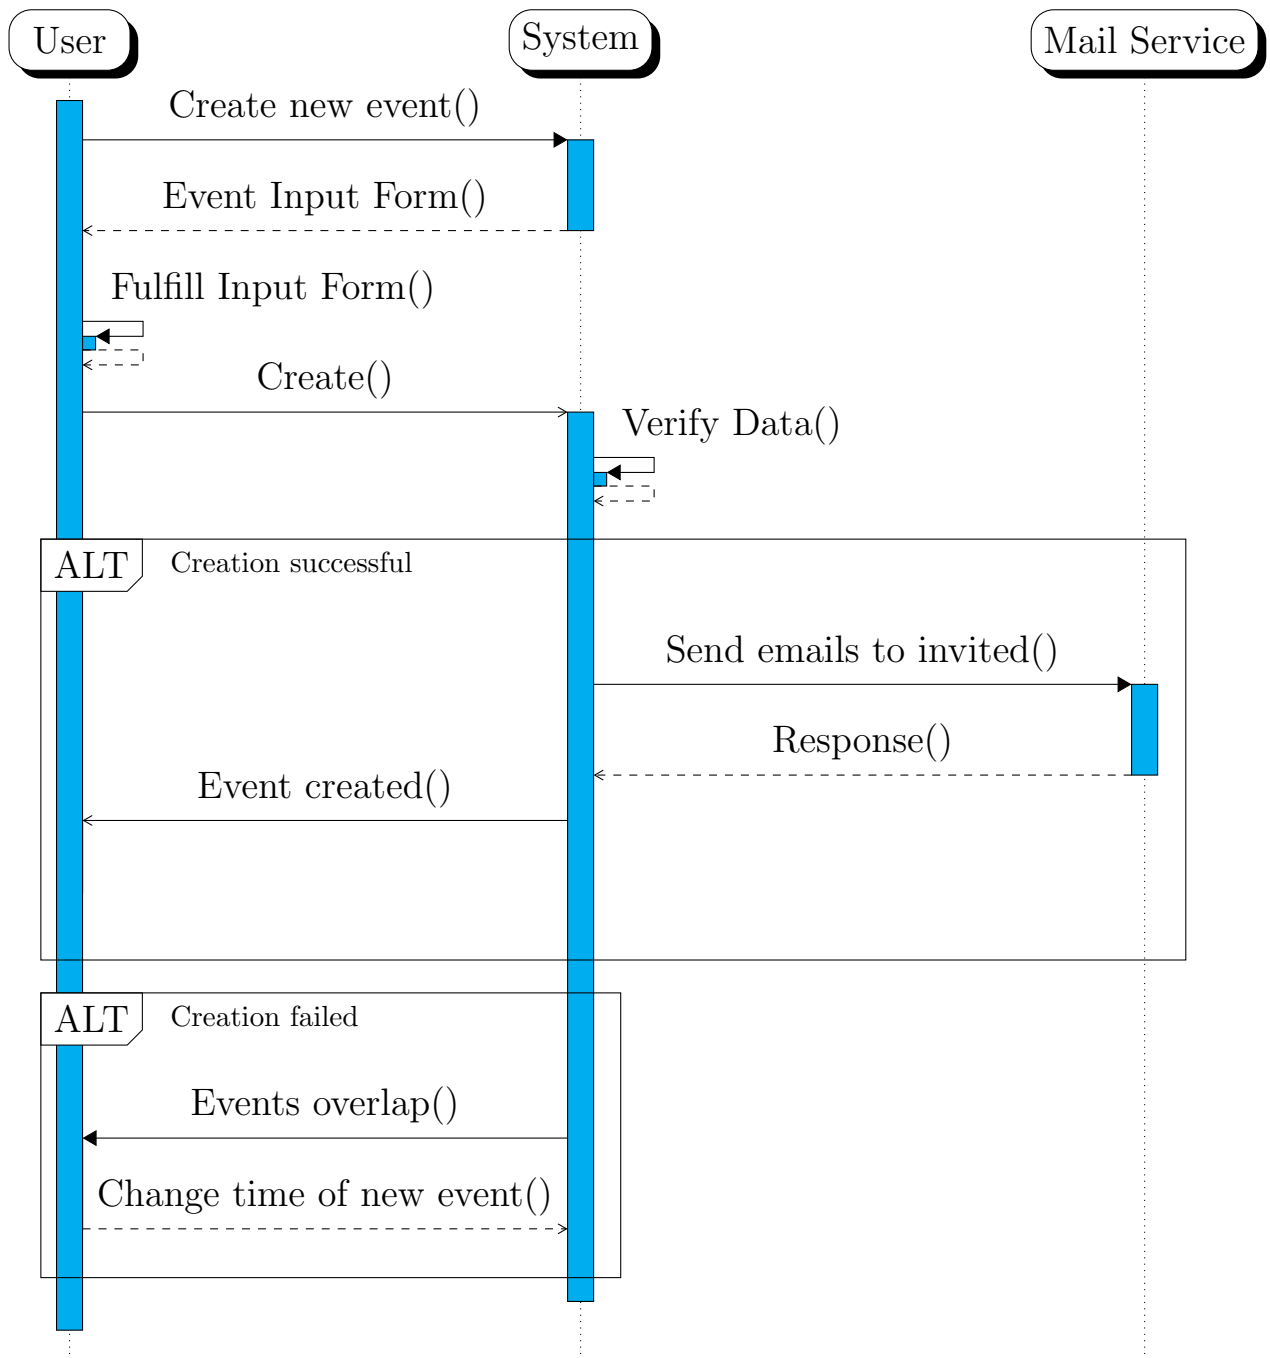 User
System
Mail Service
Create new event()
Event Input Form()
Fulfill Input Form()
Create()
Verify Data()
ALT
Creation successful
Send emails to invited()
Response()
Event created()
ALT
Creation failed
Events overlap()
Change time of new event()